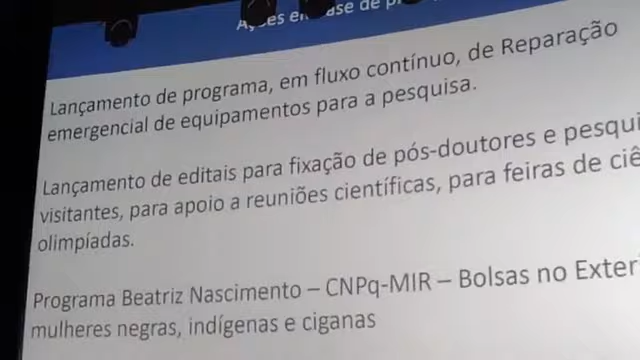 de
Lançamento de programa, em fluxo contínuo, de Reparação
emergencial de equipamentos para a pesquisa.
Lançamento de editais para fixação de pós-doutores e
visitantes, para apoio a reuniões científicas, para feiras de
olimpíadas.
Programa Beatriz Nascimento – CNPq-MIR – Bolsas no
mulheres negras, indígenas e ciganas